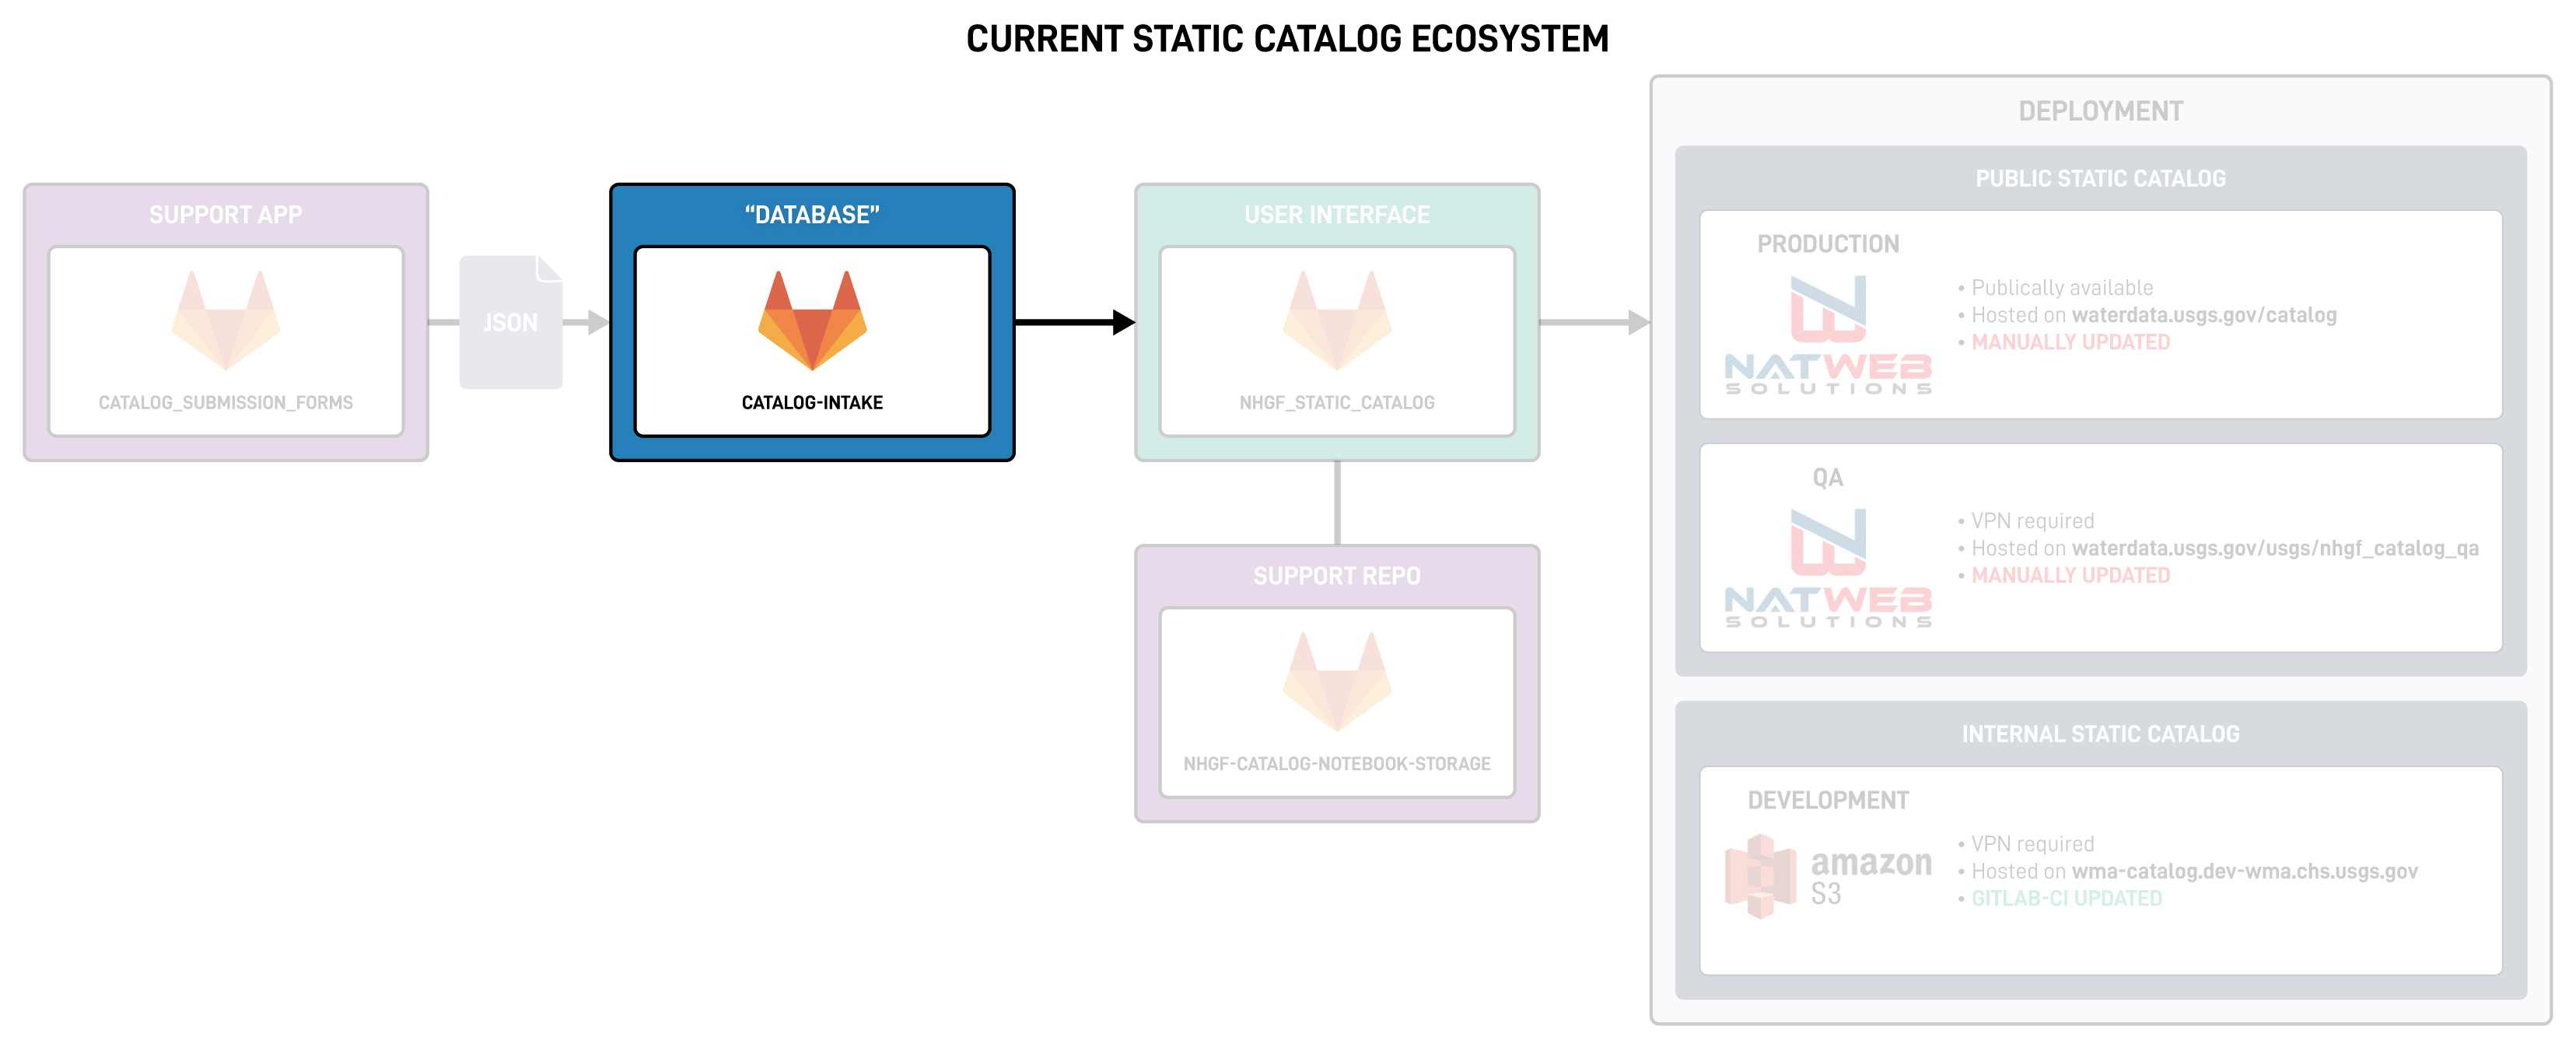 CURRENT STATIC CATALOG ECOSYSTEM
SUPPORT APP
CATALOG_SUBMISSION_FORMS
JSON
“DATABASE”
CATALOG-INTAKE
USER INTERFACE
NHGF_STATIC_CATALOG
SUPPORT REPO
NHGF-CATALOG-NOTEBOOK-STORAGE
DEPLOYMENT
PUBLIC STATIC CATALOG
PRODUCTION
NATWEB
SOLUTIONS
• Publically available
• Hosted on waterdata.usgs.gov/catalog
• MANUALLY UPDATED
QA
NATWEB
SOLUTIONS
• VPN required
• Hosted on waterdata.usgs.gov/usgs/nhgf_catalog_qa
• MANUALLY UPDATED
INTERNAL STATIC CATALOG
DEVELOPMENT
amazon
S3
• VPN required
• Hosted on wma-catalog.dev-wma.chs.usgs.gov
• GITLAB-CI UPDATED